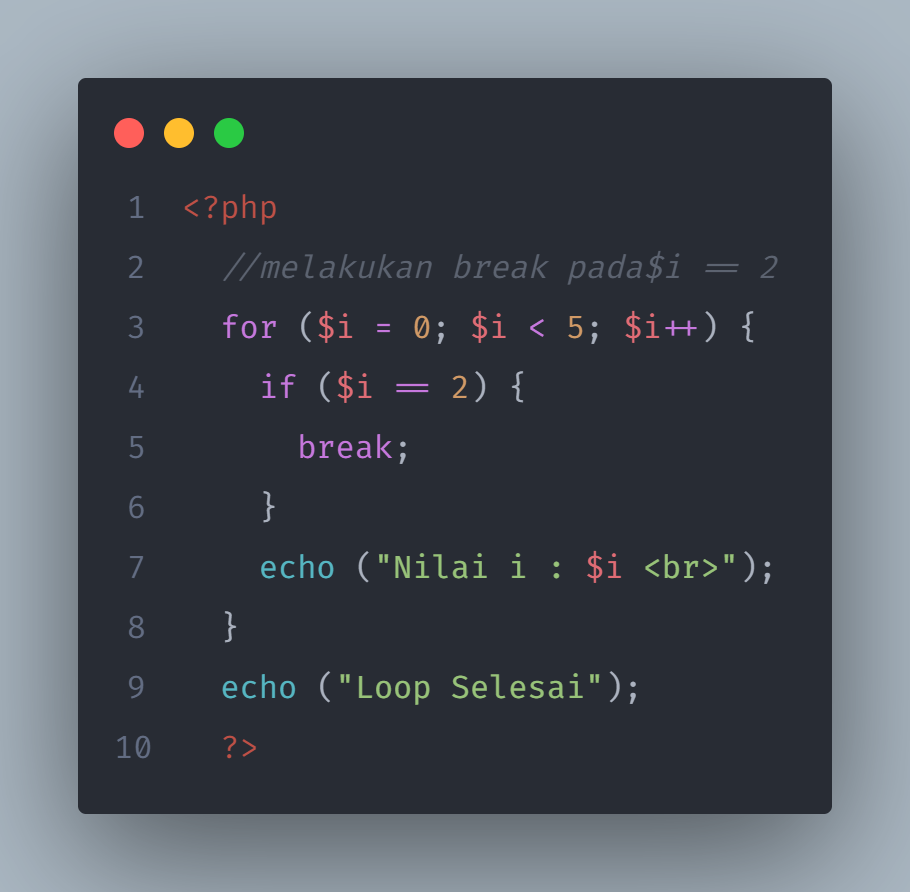 1 <?php
2 //melakukan break pada$i == 2
3 for ($i = 0; $i < 5; $i++) {
4 if ($i == 2) {
5 break;
6 }
7 echo ("Nilai i : $i <br>");
8 }
9 echo ("Loop Selesai");
10 ?>